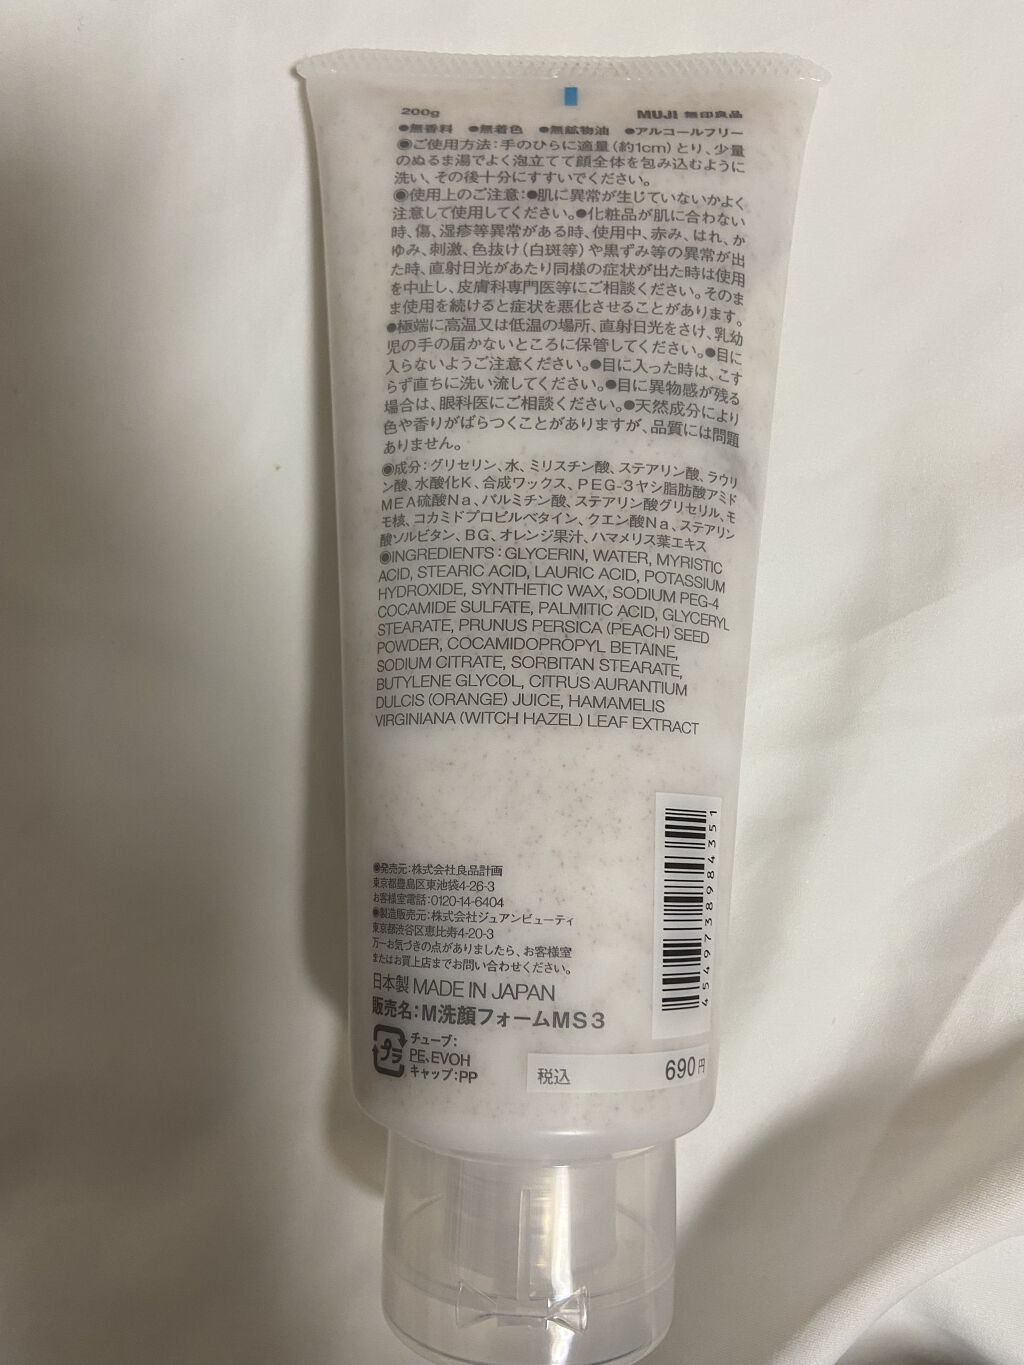 200g
MUJI 無印良品
●無香料 ●無着色 ●無鉱物油 ●アルコールフリー
◉ご使用方法：手のひらに適量（約1cm）とり、少量
のぬるま湯でよく泡立てて顔全体を包み込むように
洗い、その後十分にすすいでください。
◉使用上のご注意：●肌に異常が生じていないかよく
注意して使用してください。●化粧品が肌に合わない
時、傷、湿疹等異常がある時、使用中、赤み、はれ、か
ゆみ、刺激、色抜け（白斑等）や黒ずみ等の異常が出
た時、直射日光があたり同様の症状が出た時は使用
を中止し、皮膚科専門医等にご相談ください。そのま
ま使用を続けると症状を悪化させることがあります。
●極端に高温又は低温の場所、直射日光をさけ、乳幼
児の手の届かないところに保管してください。●目に
入らないようご注意ください。●目に入った時は、こす
らず直ちに洗い流してください。●目に異物感が残る
場合は、眼科医にご相談ください。●天然成分により
色や香りがばらつくことがありますが、品質には問題
ありません。
◉成分：グリセリン、水、ミリスチン酸、ステアリン酸、ラウリ
ン酸、水酸化K、合成ワックス、PEG-3ヤシ脂肪酸アミド
MEA硫酸Na、パルミチン酸、ステアリン酸グリセリル、モ
モ核、コカミドプロピルベタイン、クエン酸Na、ステアリン
酸ソルビタン、BG、オレンジ果汁、ハマメリス葉エキス
◉INGREDIENTS：GLYCERIN, WATER, MYRISTIC
ACID, STEARIC ACID, LAURIC ACID, POTASSIUM
HYDROXIDE, SYNTHETIC WAX, SODIUM PEG-4
COCAMIDE SULFATE, PALMITIC ACID, GLYCERYL
STEARATE, PRUNUS PERSICA (PEACH) SEED
POWDER, COCAMIDOPROPYL BETAINE,
SODIUM CITRATE, SORBITAN STEARATE,
BUTYLENE GLYCOL, CITRUS AURANTIUM
DULCIS (ORANGE) JUICE, HAMAMELIS
VIRGINIANA (WITCH HAZEL) LEAF EXTRACT
◉発売元：株式会社良品計画
東京都豊島区東池袋4-26-3
お客様室電話：0120-14-6404
◉製造販売元：株式会社ジュアンビューティ
東京都渋谷区恵比寿4-20-3
万一お気づきの点がありましたら、お客様室
またはお買上店までお問い合わせください。
日本製 MADE IN JAPAN
販売名：M洗顔フォームMS3
プラ
チューブ：
PE、EVOH
キャップ：PP
4549738984351
税込 690円